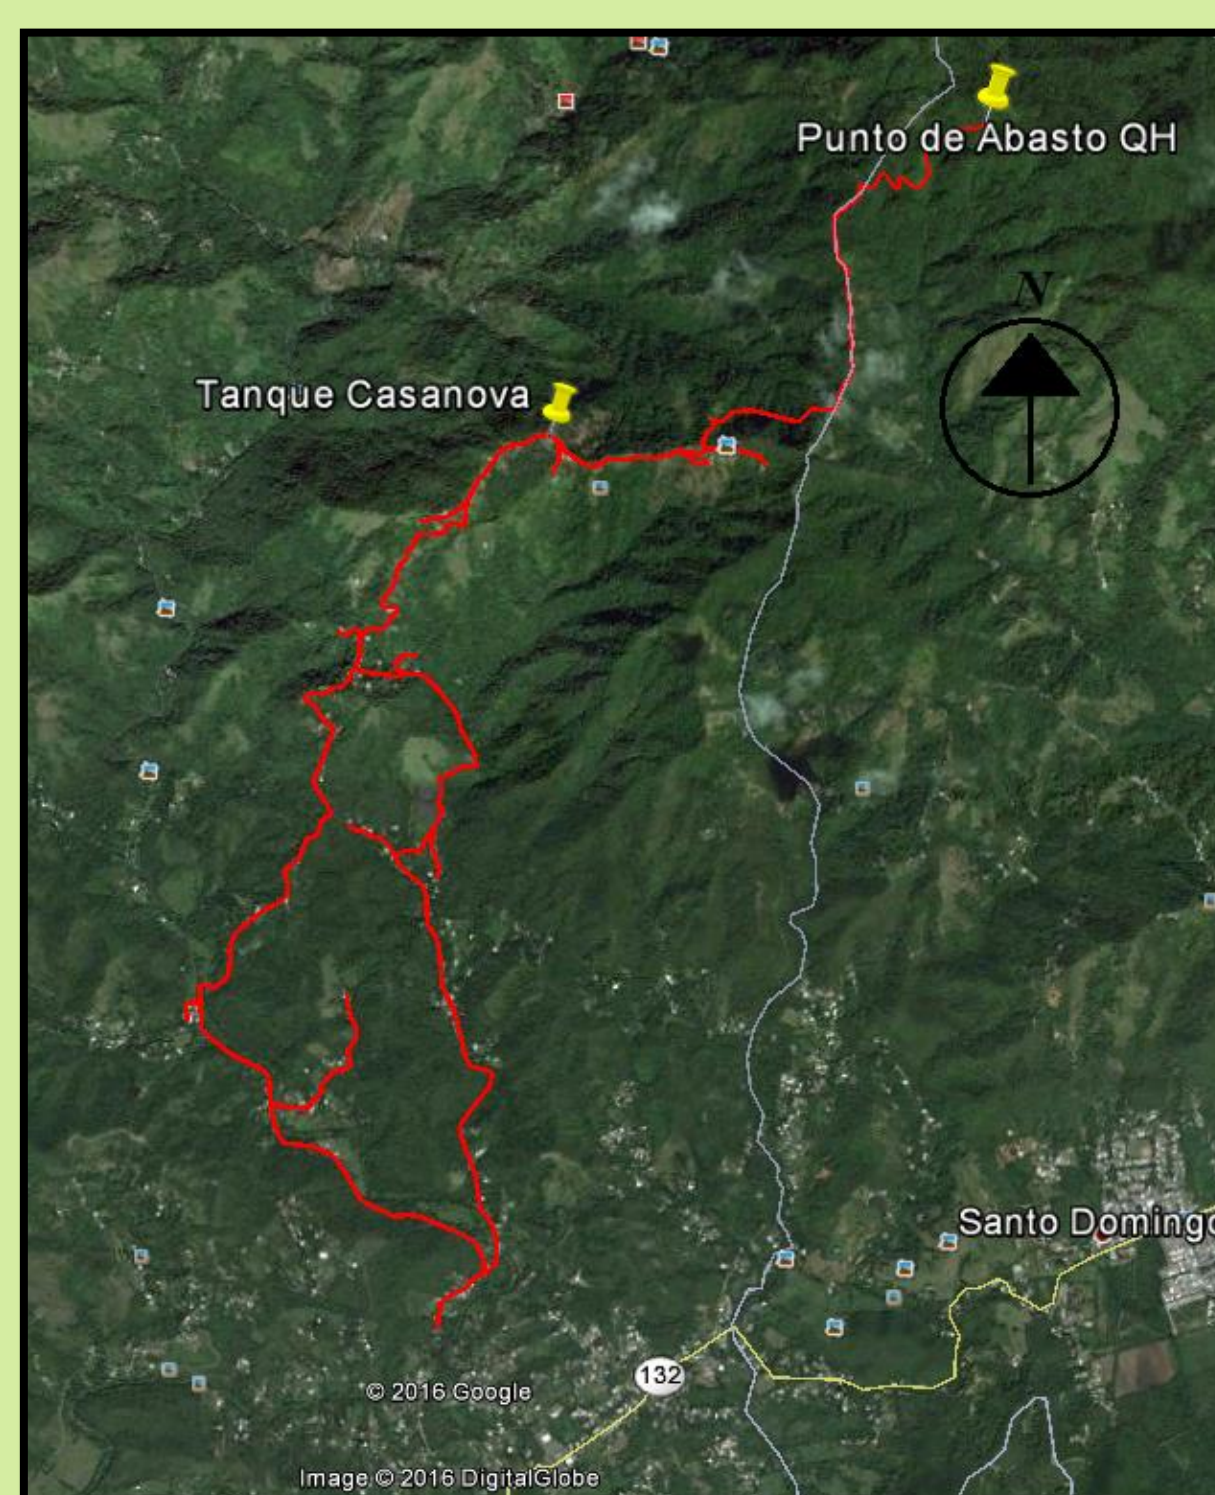 Punto de Abasto QH
N
Tanque Casanova
Santo Domingo
132
© 2016 Google
Image © 2016 DigitalGlobe